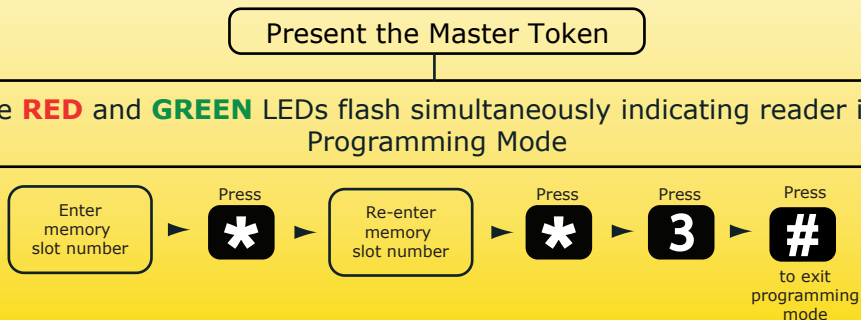 Present the Master Token
RED and GREEN LEDs flash simultaneously indicating reader
Programming Mode
Enter
memory
slot number
Press
*
Re-enter
memory
slot number
Press
*
Press
3
Press
#
to exit
programming
mode